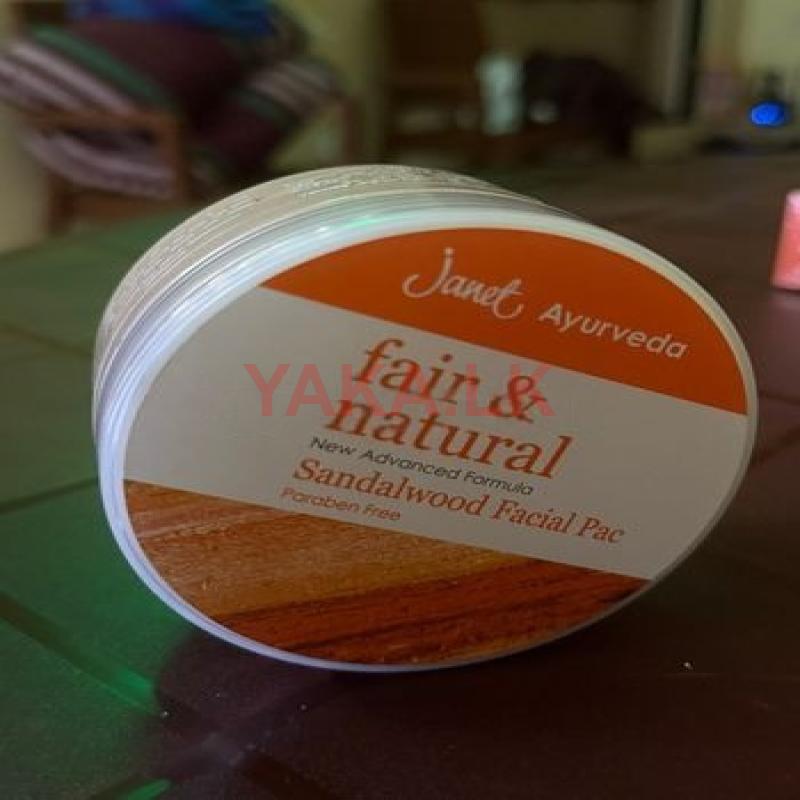 Janet Ayurveda
fair &
natural
New Advanced Formula
Sandalwood Facial Pac
Paraben Free
YAKA.LK